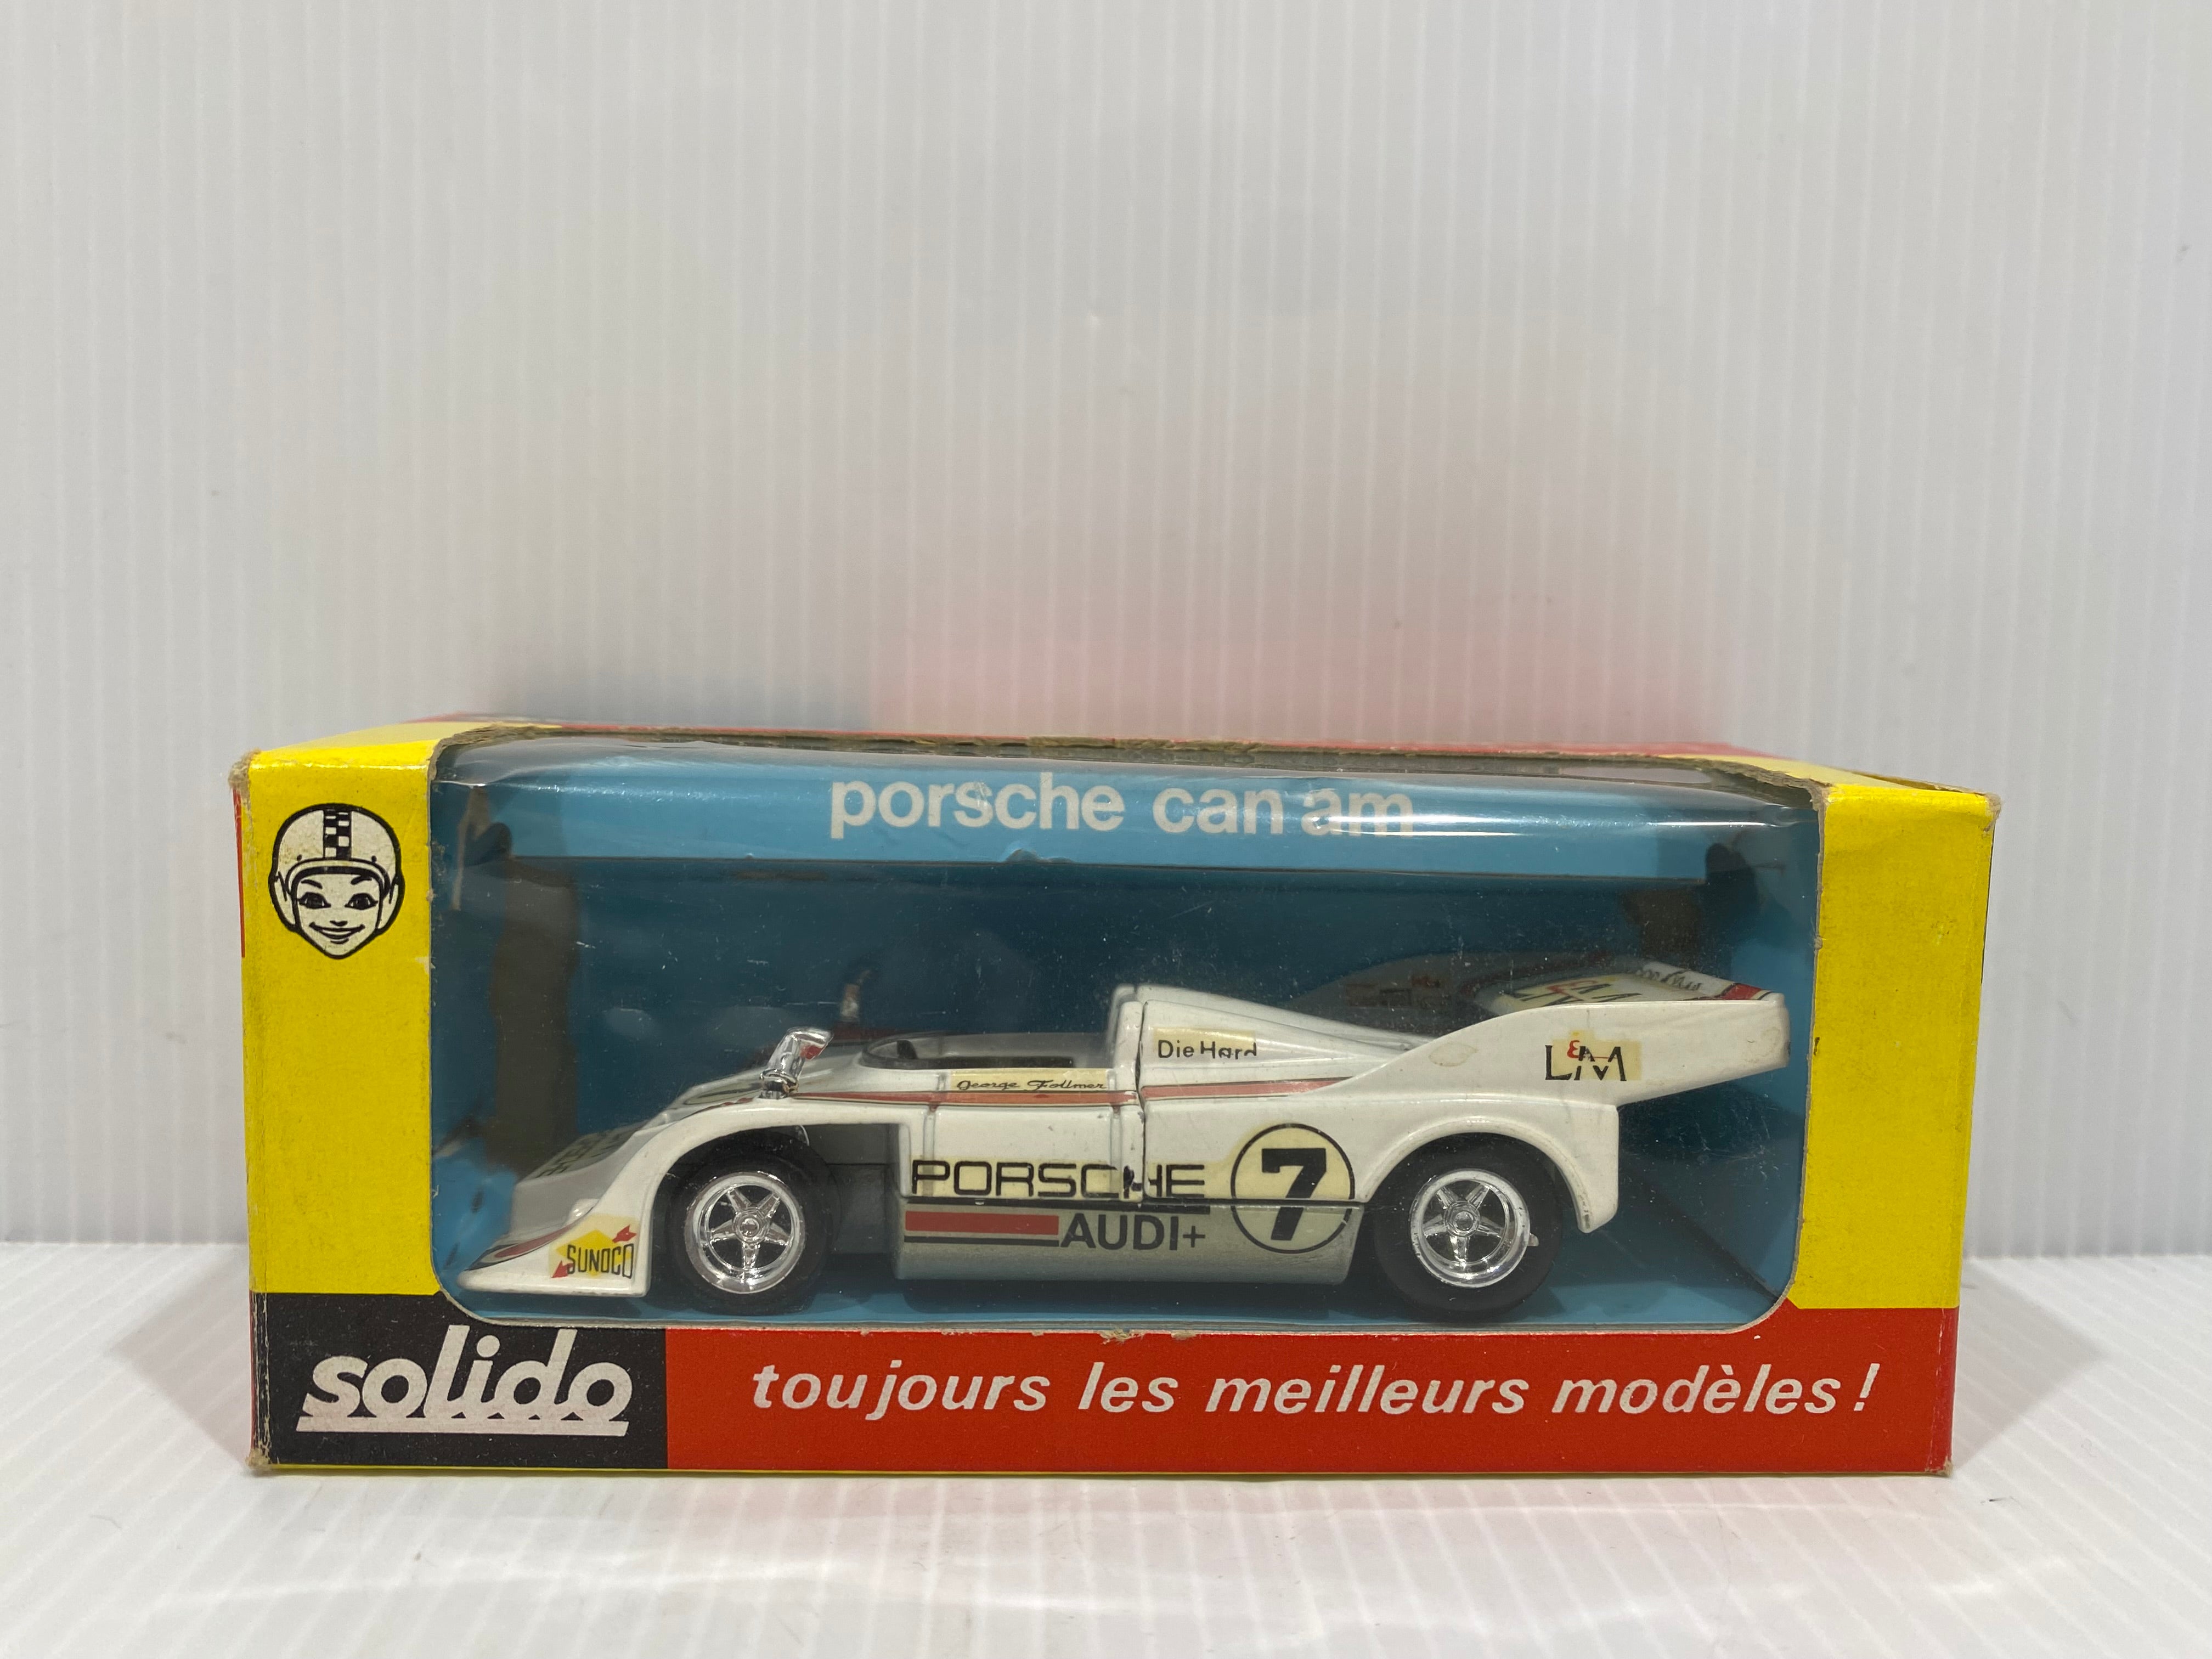 porsche can am
Die Hard
L&M
George Follmer
L&M
PORSCHE
7
AUDI+
SUNOCO
solido
toujours les meilleurs modèles!